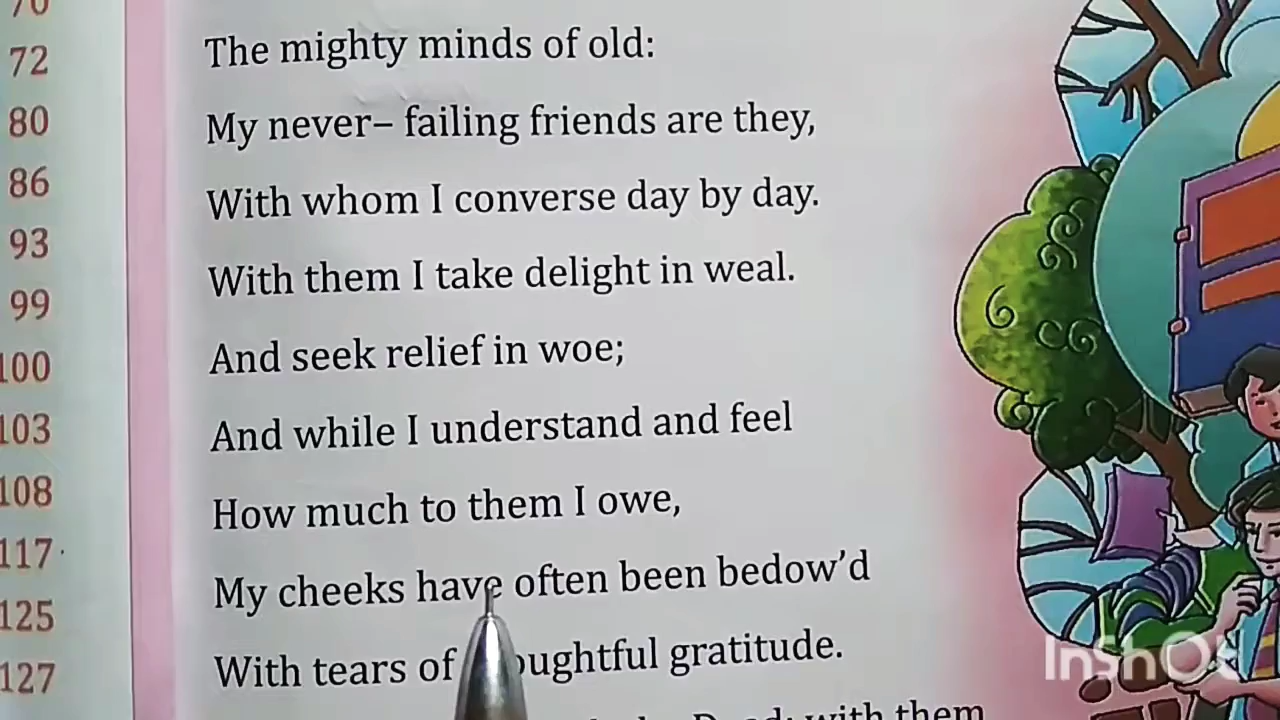 70
72
80
86
93
99
100
103
108
117
125
127
The mighty minds of old:
My never– failing friends are they,
With whom I converse day by day.
With them I take delight in weal.
And seek relief in woe;
And while I understand and feel
How much to them I owe,
My cheeks have often been bedow’d
With tears of gratitude.
with them
InShOt